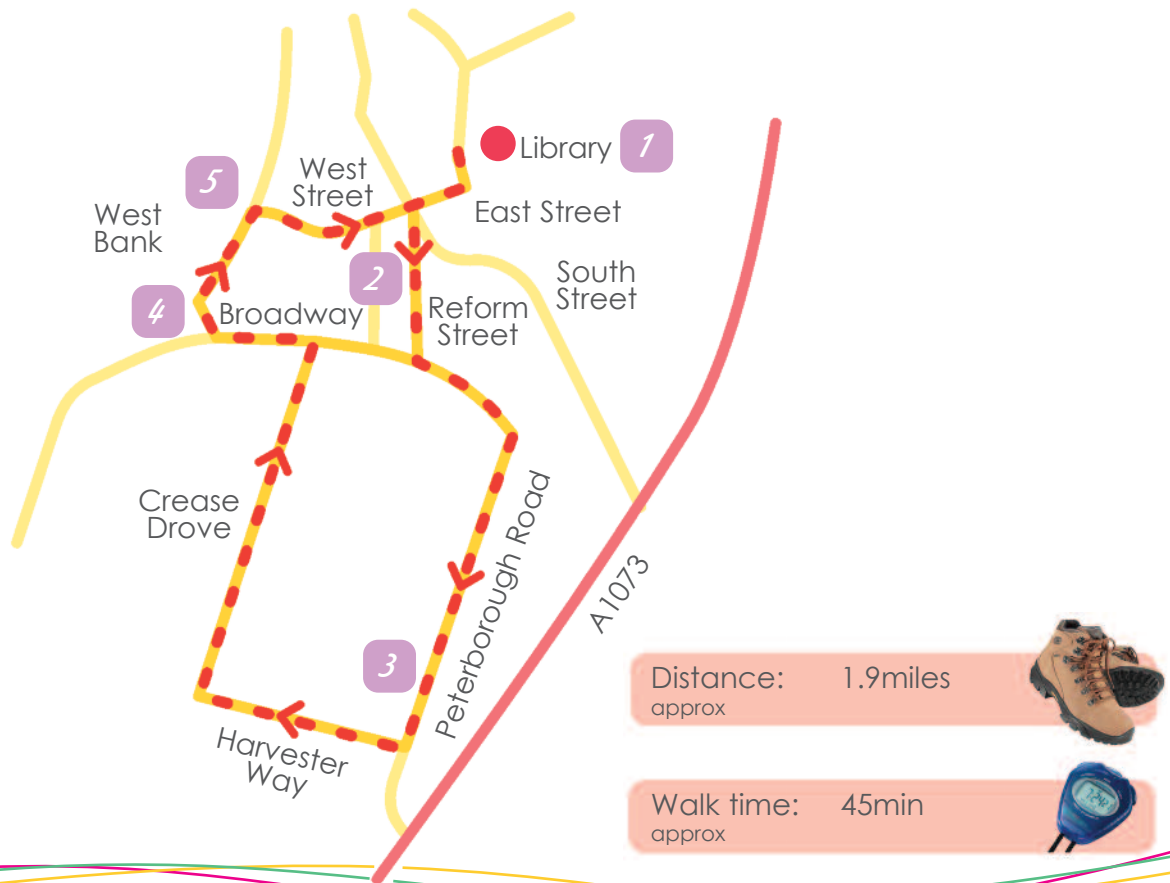 Library 1
5
West
Street
West
Bank
East Street
2
South
Street
4
Broadway
Reform
Street
Crease
Drove
Peterborough Road
A1073
3
Harvester
Way
Distance: 1.9miles
approx
Walk time: 45min
approx